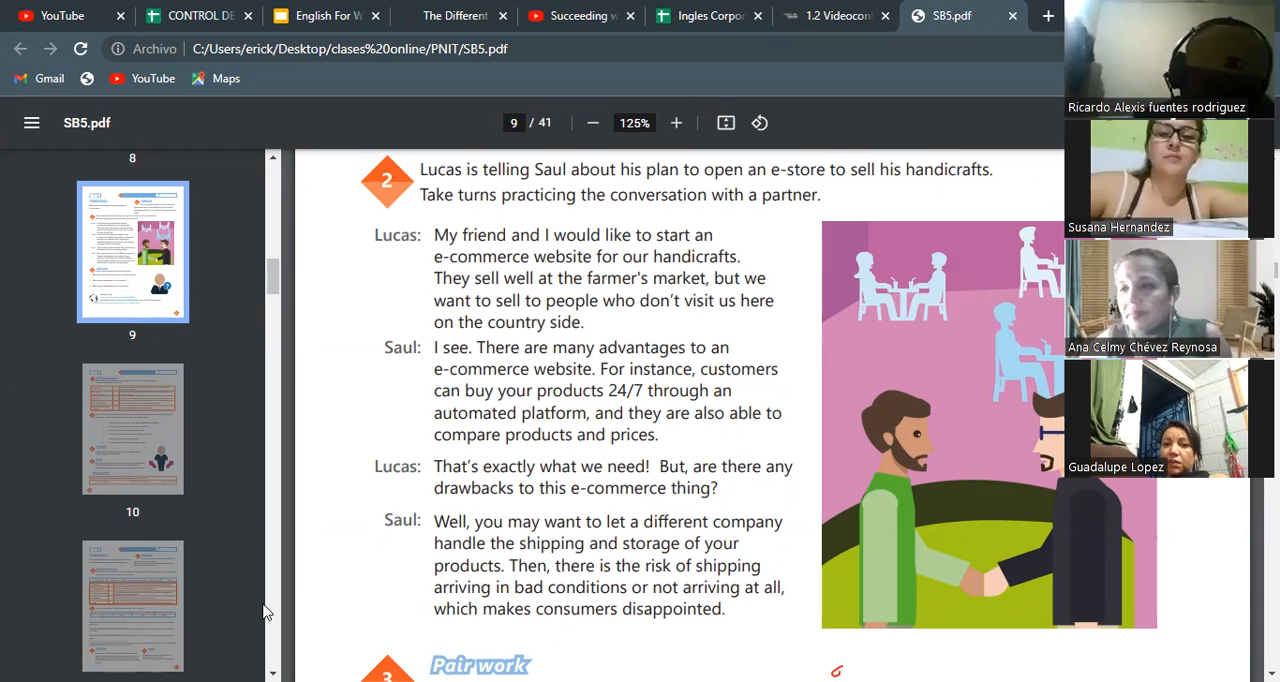 YouTube
CONTROL DE
English For W
The Different
Succeeding w
Ingles Corpor
1.2 Videocon
SB5.pdf
Archivo
C:/Users/erick/Desktop/clases%20online/PNIT/SB5.pdf
Gmail
YouTube
Maps
SB5.pdf
9 / 41
125%
8
9
10
2
Lucas is telling Saul about his plan to open an e-store to sell his handicrafts.
Take turns practicing the conversation with a partner.
Lucas: My friend and I would like to start an
e-commerce website for our handicrafts.
They sell well at the farmer's market, but we
want to sell to people who don't visit us here
on the country side.
Saul: I see. There are many advantages to an
e-commerce website. For instance, customers
can buy your products 24/7 through an
automated platform, and they are also able to
compare products and prices.
Lucas: That's exactly what we need! But, are there any
drawbacks to this e-commerce thing?
Saul: Well, you may want to let a different company
handle the shipping and storage of your
products. Then, there is the risk of shipping
arriving in bad conditions or not arriving at all,
which makes consumers disappointed.
3
Pair work
Ricardo Alexis fuentes rodriguez
Susana Hernandez
Ana Celmy Chévez Reynosa
Guadalupe Lopez